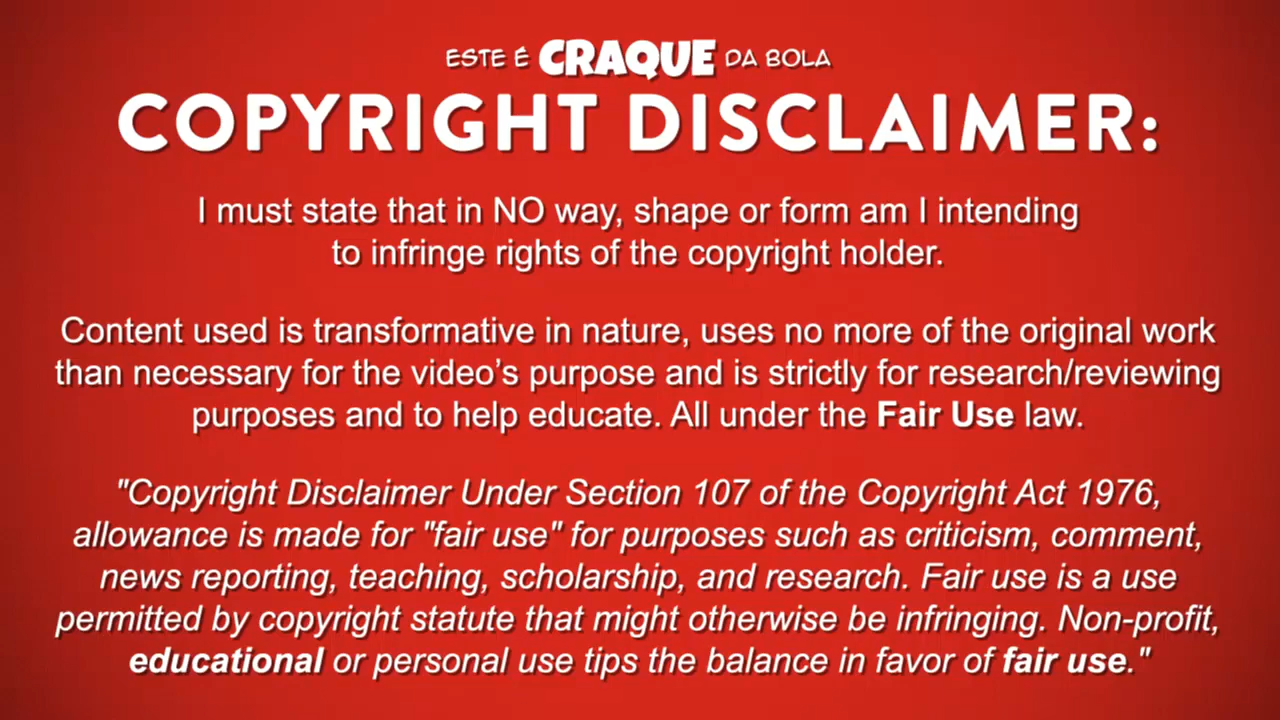 ESTE É CRAQUE DA BOLA
COPYRIGHT DISCLAIMER:
I must state that in NO way, shape or form am I intending
to infringe rights of the copyright holder.
Content used is transformative in nature, uses no more of the original work
than necessary for the video’s purpose and is strictly for research/reviewing
purposes and to help educate. All under the Fair Use law.
"Copyright Disclaimer Under Section 107 of the Copyright Act 1976,
allowance is made for "fair use" for purposes such as criticism, comment,
news reporting, teaching, scholarship, and research. Fair use is a use
permitted by copyright statute that might otherwise be infringing. Non-profit,
educational or personal use tips the balance in favor of fair use."